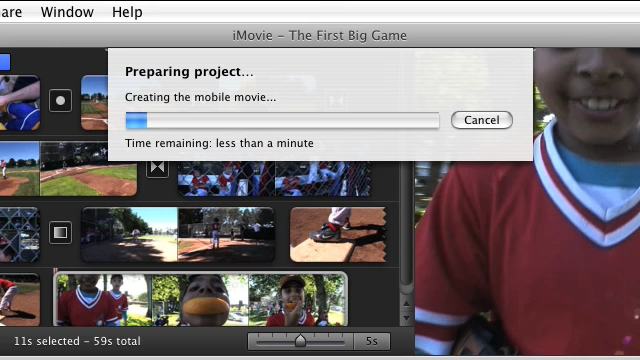 are Window Help
iMovie – The First Big Game
Preparing project...
Creating the mobile movie...
Cancel
Time remaining: less than a minute
11s selected – 59s total
5s